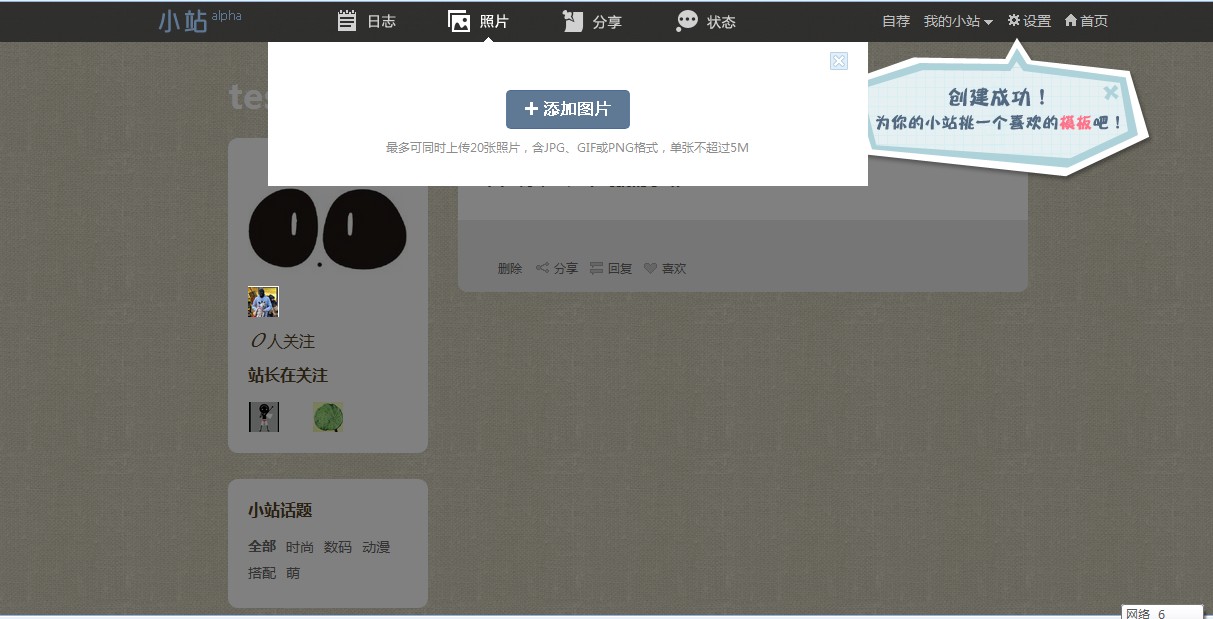 小站 alpha 日志 照片 分享 状态 自荐 我的小站 设置 首页
tes
添加图片
最多可同时上传20张照片，含JPG、GIF或PNG格式，单张不超过5M
创建成功！
为你的小站挑一个喜欢的模板吧！
删除 分享 回复 喜欢
0人关注
站长在关注
小站话题
全部 时尚 数码 动漫
搭配 萌
网络 6